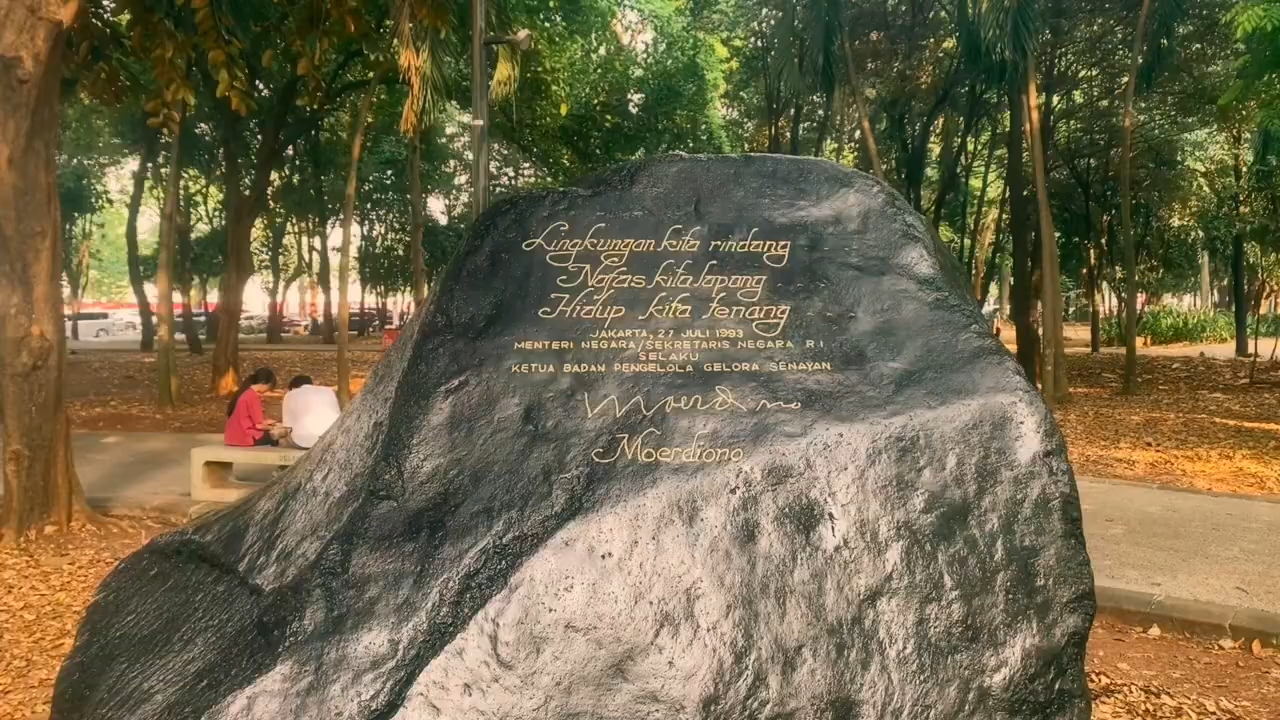 Lingkungan kita rindang
Nafas kita lapang
Hidup kita tenang
JAKARTA, 27 JULI 1993
MENTERI NEGARA/SEKRETARIS NEGARA R I
SELAKU
KETUA BADAN PENGELOLA GELORA SENAYAN
Moerdiono
Moerdiono